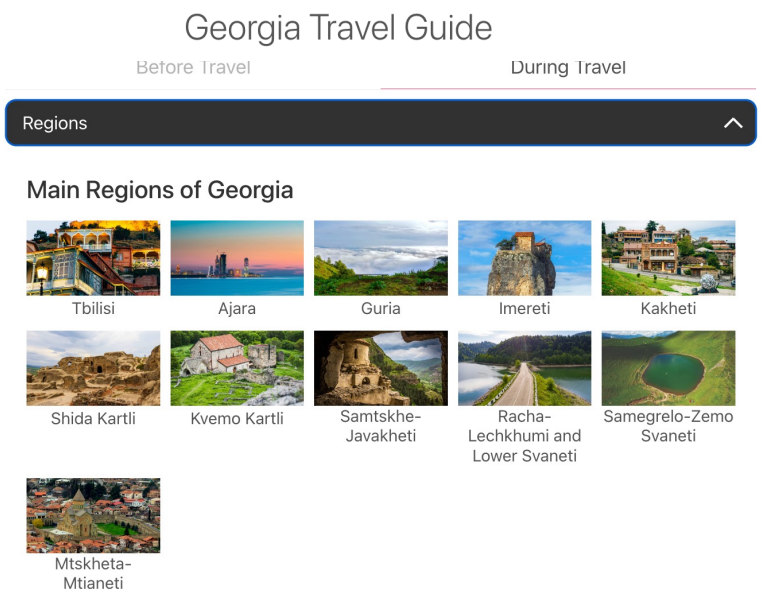 Georgia Travel Guide
Before Travel
During Travel
Regions
Main Regions of Georgia
Tbilisi
Ajara
Guria
Imereti
Kakheti
Shida Kartli
Kvemo Kartli
Samtskhe-
Javakheti
Racha-
Lechkhumi and
Lower Svaneti
Samegrelo-Zemo
Svaneti
Mtskheta-
Mtianeti